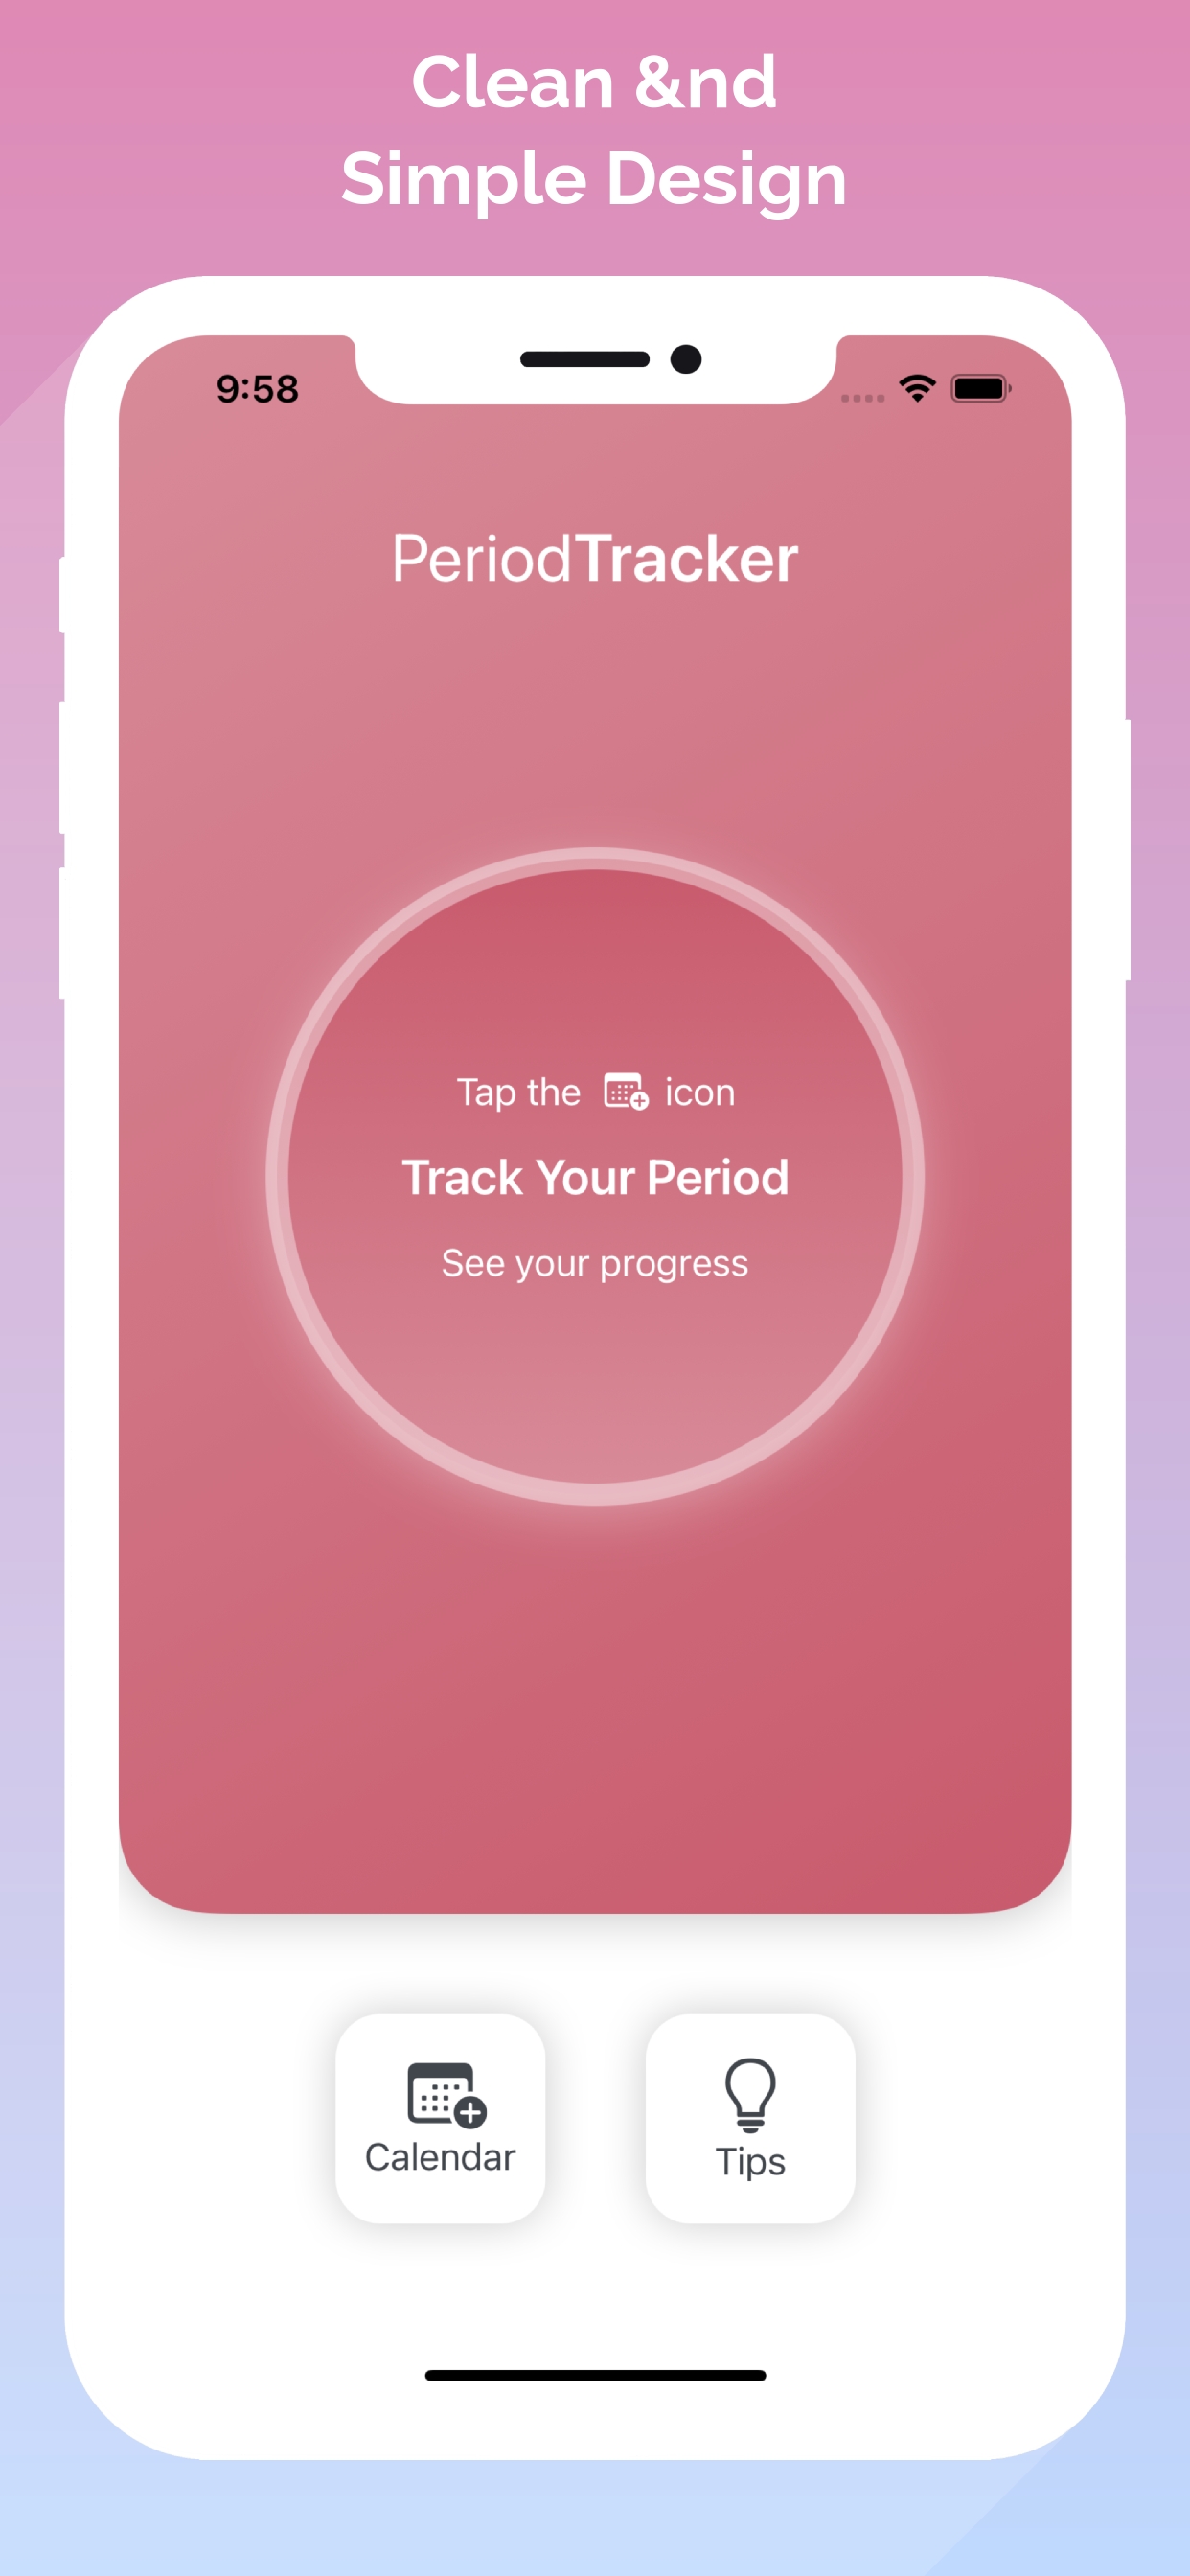 Clean &nd
Simple Design
9:58
PeriodTracker
Tap the icon
Track Your Period
See your progress
Calendar
Tips